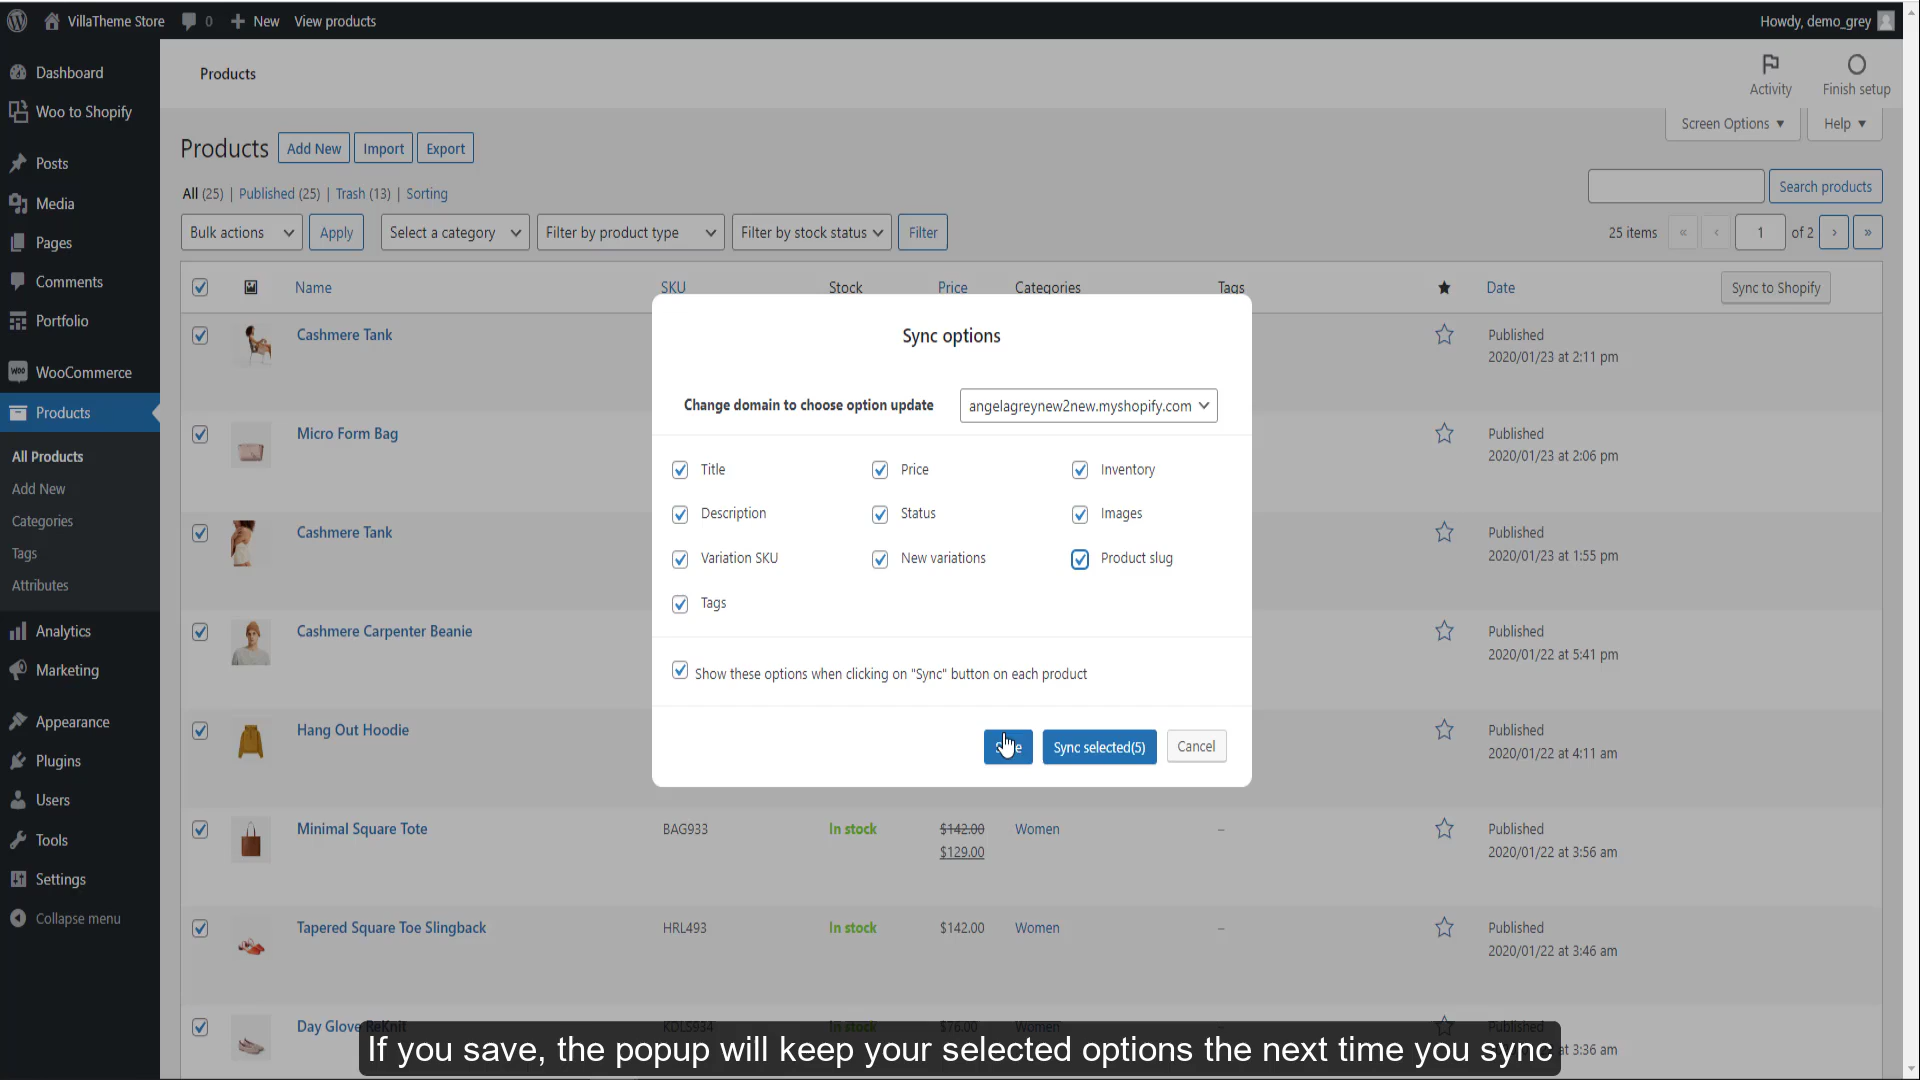 VillaTheme Store 0 New View products Howdy, demo_grey
Dashboard
Woo to Shopify
Posts
Media
Pages
Comments
Portfolio
WooCommerce
Products
All Products
Add New
Categories
Tags
Attributes
Analytics
Marketing
Appearance
Plugins
Users
Tools
Settings
Collapse menu
Products
Activity Finish setup
Screen Options Help
Products Add New Import Export
All (25) | Published (25) | Trash (13) | Sorting
Search products
Bulk actions Apply Select a category Filter by product type Filter by stock status Filter
25 items « ‹ 1 of 2 › »
Name SKU Stock Price Categories Tags Date Sync to Shopify
Cashmere Tank Published
2020/01/23 at 2:11 pm
Micro Form Bag Published
2020/01/23 at 2:06 pm
Cashmere Tank Published
2020/01/23 at 1:55 pm
Cashmere Carpenter Beanie Published
2020/01/22 at 5:41 pm
Hang Out Hoodie Published
2020/01/22 at 4:11 am
Minimal Square Tote BAG933 In stock $142.00 Women – Published
$129.00 2020/01/22 at 3:56 am
Tapered Square Toe Slingback HRL493 In stock $142.00 Women – Published
2020/01/22 at 3:46 am
Day Glove ReKnit KDLS934 In stock $76.00 Women Published
at 3:36 am
Sync options
Change domain to choose option update angelagreynew2new.myshopify.com
Title Price Inventory
Description Status Images
Variation SKU New variations Product slug
Tags
Show these options when clicking on "Sync" button on each product
Sync selected(5) Cancel
If you save, the popup will keep your selected options the next time you sync